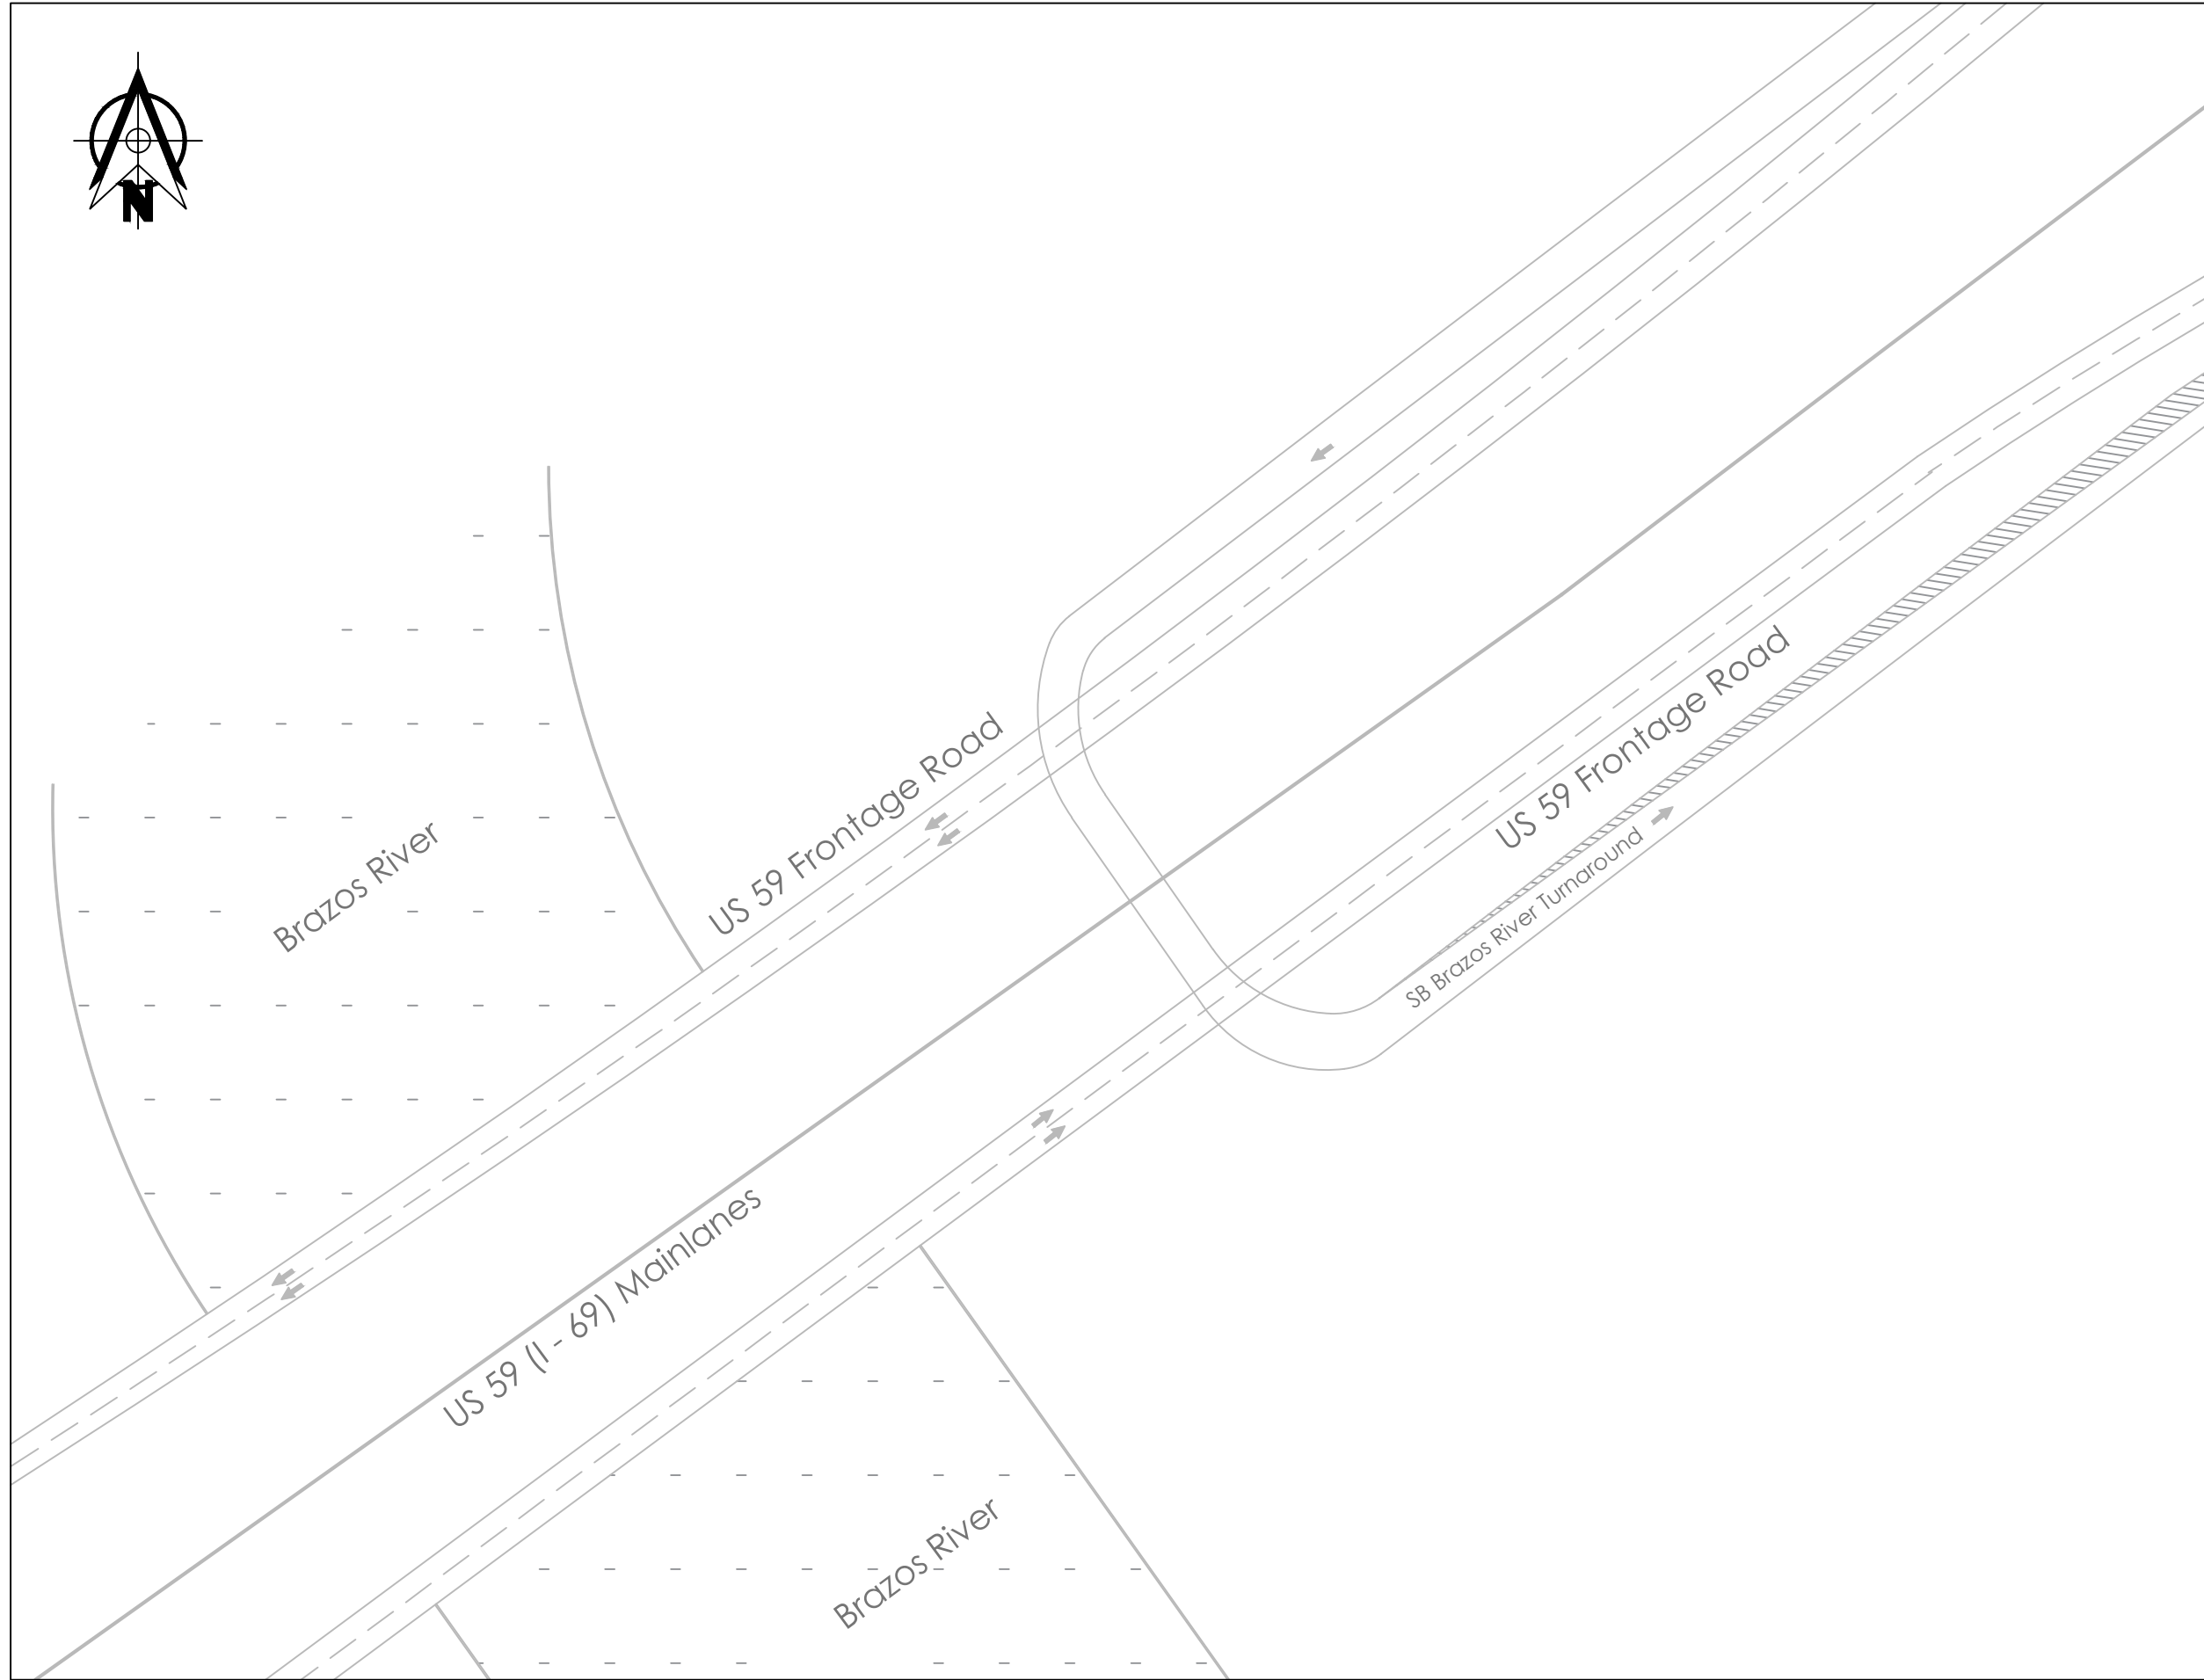 N
US 59 Frontage Road
Brazos River
US 59 Frontage Road
SB Brazos River Turnaround
US 59 (I - 69) Mainlanes
Brazos River